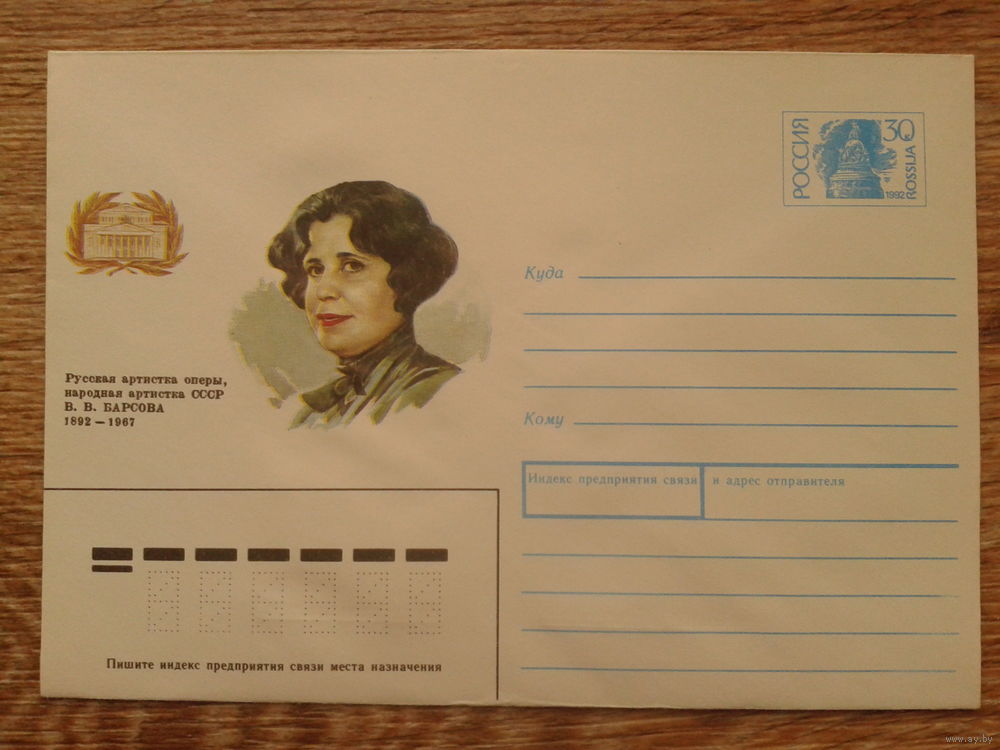 РОССИЯ
30 к
ROSSIJA
1992
Русская артистка оперы,
народная артистка СССР
В. В. БАРСОВА
1892 — 1967
Куда
Кому
Индекс предприятия связи и адрес отправителя
Пишите индекс предприятия связи места назначения
www.ay.by